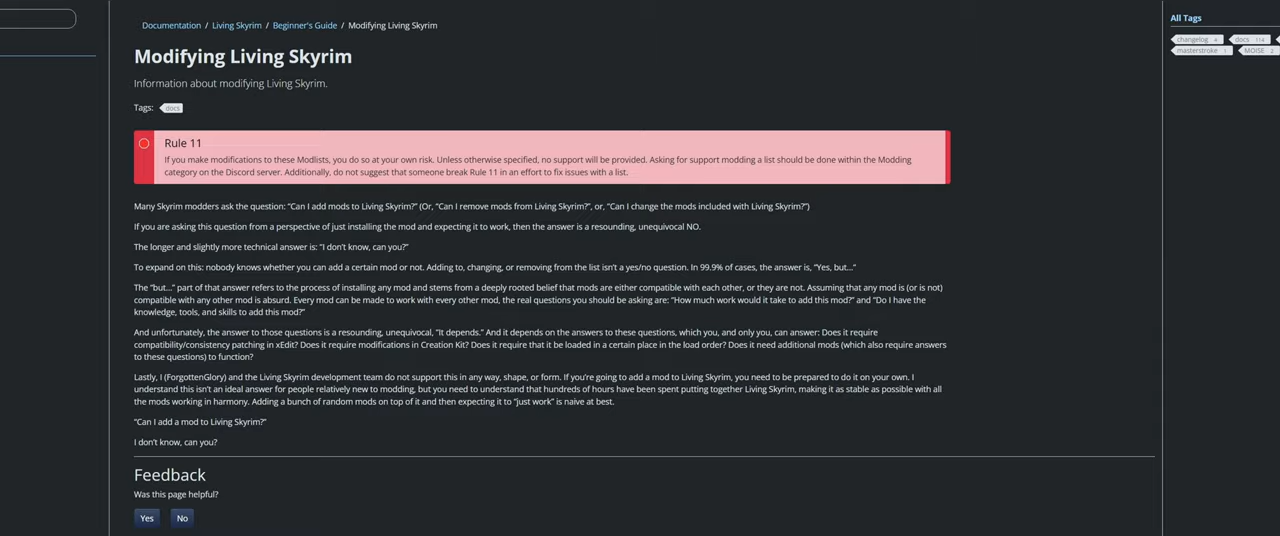 Documentation / Living Skyrim / Beginner's Guide / Modifying Living Skyrim
Modifying Living Skyrim
Information about modifying Living Skyrim.
Tags: docs
Rule 11
If you make modifications to these Modlists, you do so at your own risk. Unless otherwise specified, no support will be provided. Asking for support modding a list should be done within the Modding
category on the Discord server. Additionally, do not suggest that someone break Rule 11 in an effort to fix issues with a list.
Many Skyrim modders ask the question: “Can I add mods to Living Skyrim?” (Or, “Can I remove mods from Living Skyrim?”, or, “Can I change the mods included with Living Skyrim?”)
If you are asking this question from a perspective of just installing the mod and expecting it to work, then the answer is a resounding, unequivocal NO.
The longer and slightly more technical answer is: “I don’t know, can you?”
To expand on this: nobody knows whether you can add a certain mod or not. Adding to, changing, or removing from the list isn’t a yes/no question. In 99.9% of cases, the answer is, “Yes, but…”
The “but…” part of that answer refers to the process of installing any mod and stems from a deeply rooted belief that mods are either compatible with each other, or they are not. Assuming that any mod is (or is not)
compatible with any other mod is absurd. Every mod can be made to work with every other mod, the real questions you should be asking are: “How much work would it take to add this mod?” and “Do I have the
knowledge, tools, and skills to add this mod?”
And unfortunately, the answer to those questions is a resounding, unequivocal, “It depends.” And it depends on the answers to these questions, which you, and only you, can answer: Does it require
compatibility/consistency patching in xEdit? Does it require modifications in Creation Kit? Does it require that it be loaded in a certain place in the load order? Does it need additional mods (which also require answers
to these questions) to function?
Lastly, I (ForgottenGlory) and the Living Skyrim development team do not support this in any way, shape, or form. If you’re going to add a mod to Living Skyrim, you need to be prepared to do it on your own. I
understand this isn’t an ideal answer for people relatively new to modding, but you need to understand that hundreds of hours have been spent putting together Living Skyrim, making it as stable as possible with all
the mods working in harmony. Adding a bunch of random mods on top of it and then expecting it to “just work” is naive at best.
“Can I add a mod to Living Skyrim?”
I don’t know, can you?
Feedback
Was this page helpful?
Yes No
All Tags
changelog 4 docs 114
masterstroke 1 MOISE 2